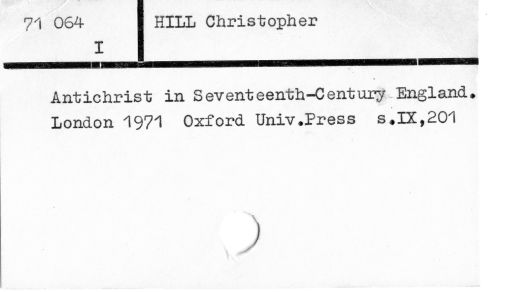 71 064 HILL Christopher
I
Antichrist in Seventeenth-Century England.
London 1971 Oxford Univ.Press s.IX,201